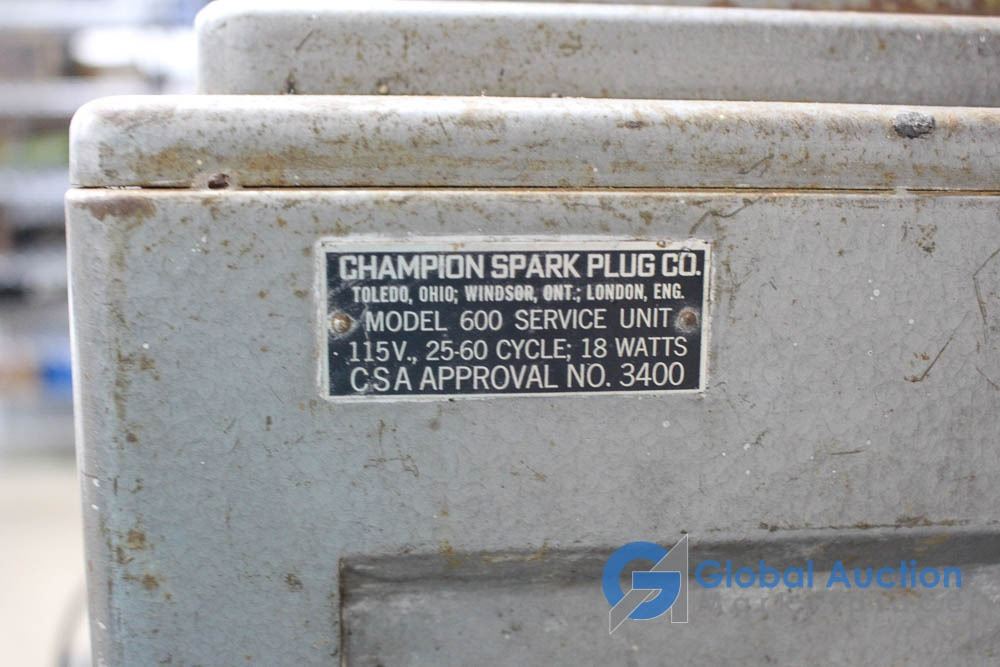 CHAMPION SPARK PLUG CO.
TOLEDO, OHIO; WINDSOR, ONT.; LONDON, ENG.
MODEL 600 SERVICE UNIT
115V., 25-60 CYCLE; 18 WATTS
CSA APPROVAL NO. 3400
Global Auction
Marketplace